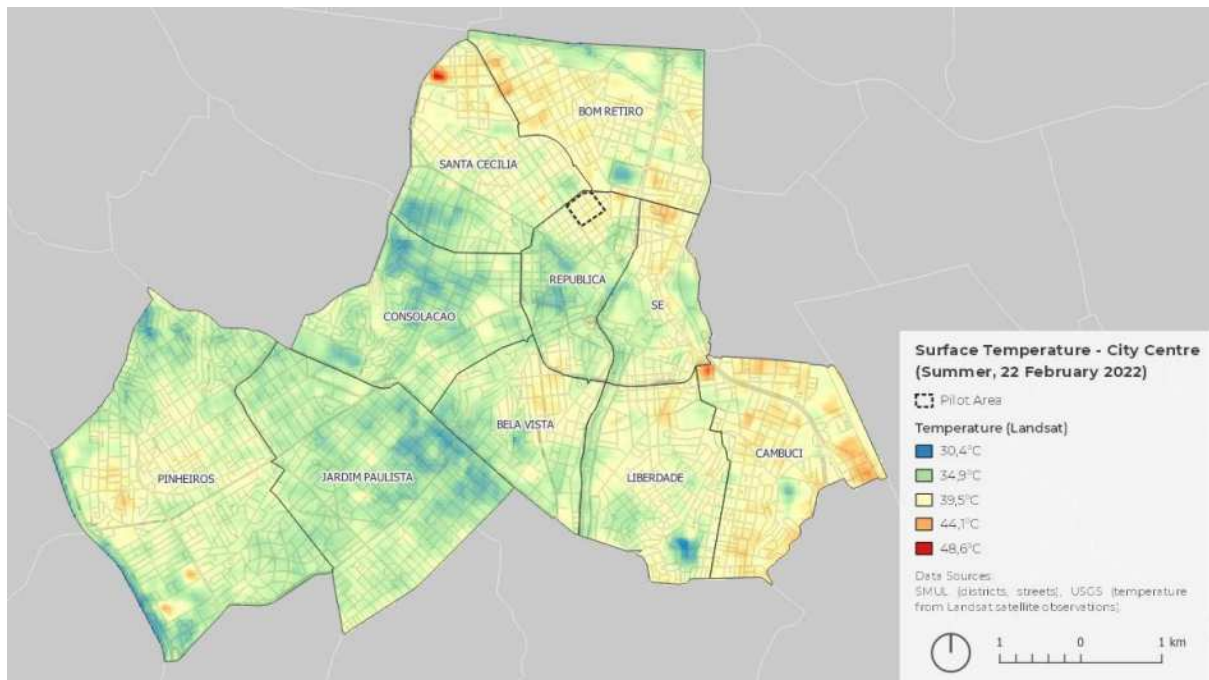 BOM RETIRO
SANTA CECILIA
REPUBLICA
SE
CONSOLACAO
BELA VISTA
CAMBUCI
PINHEIROS
JARDIM PAULISTA
LIBERDADE
Surface Temperature - City Centre
(Summer, 22 February 2022)
Pilot Area
Temperature (Landsat)
30,4°C
34,9°C
39,5°C
44,1°C
48,6°C
Data Sources:
SMUL (districts, streets), USGS (temperature
from Landsat satellite observations).
1 0 1 km